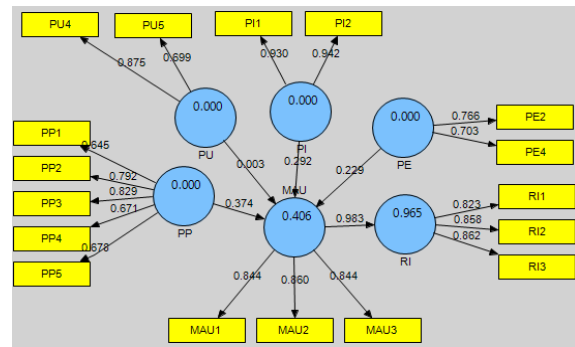 PU4
PU5
PI1
PI2
0.875
0.699
0.930
0.942
0.000
PU
0.000
PI
0.000
PE
0.766
0.703
PE2
PE4
PP1
PP2
PP3
PP4
PP5
0.645
0.792
0.829
0.671
0.678
0.000
PP
0.003
0.292
0.229
0.374
MAU
0.406
0.983
0.965
RI
0.823
0.858
0.862
RI1
RI2
RI3
0.844
0.860
0.844
MAU1
MAU2
MAU3